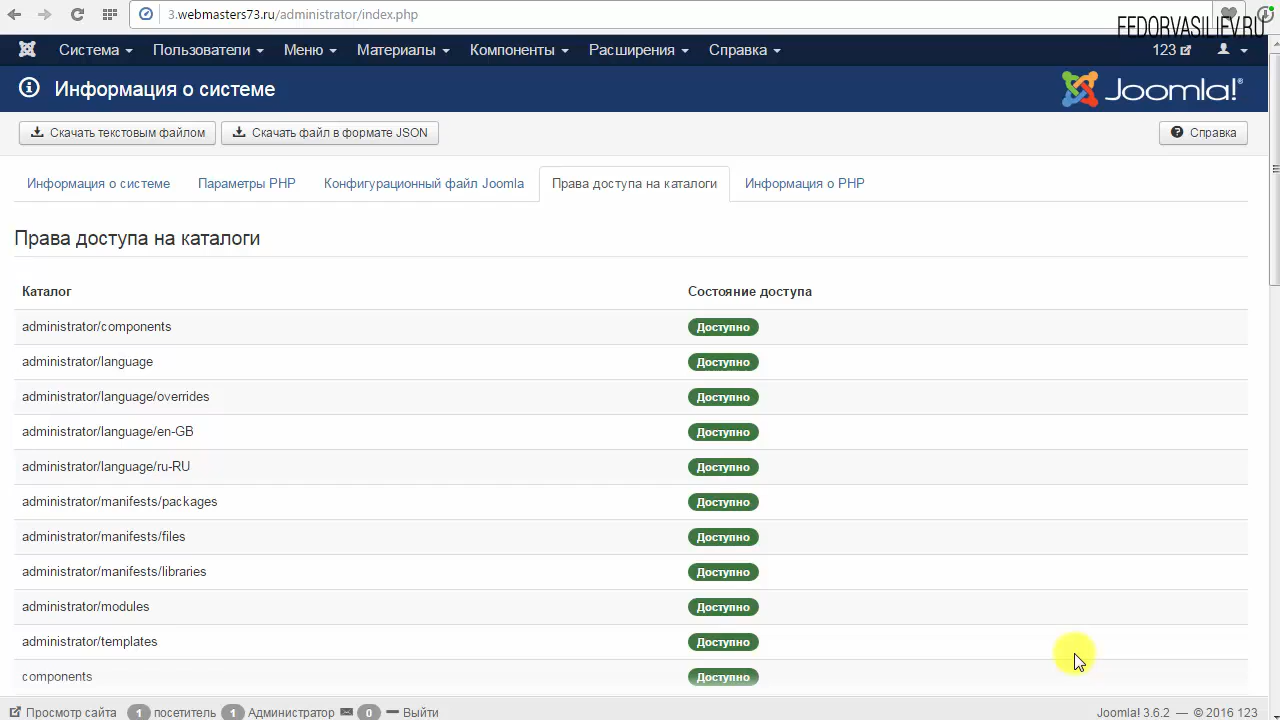 3.webmasters73.ru/administrator/index.php
FEDORVASILIEV.RU
Система Пользователи Меню Материалы Компоненты Расширения Справка 123
Информация о системе Joomla!®
Скачать текстовым файлом Скачать файл в формате JSON Справка
Информация о системе Параметры PHP Конфигурационный файл Joomla Права доступа на каталоги Информация о PHP
Права доступа на каталоги
Каталог Состояние доступа
administrator/components Доступно
administrator/language Доступно
administrator/language/overrides Доступно
administrator/language/en-GB Доступно
administrator/language/ru-RU Доступно
administrator/manifests/packages Доступно
administrator/manifests/files Доступно
administrator/manifests/libraries Доступно
administrator/modules Доступно
administrator/templates Доступно
components Доступно
Просмотр сайта 1 посетитель 1 Администратор 0 Выйти Joomla! 3.6.2 — © 2016 123